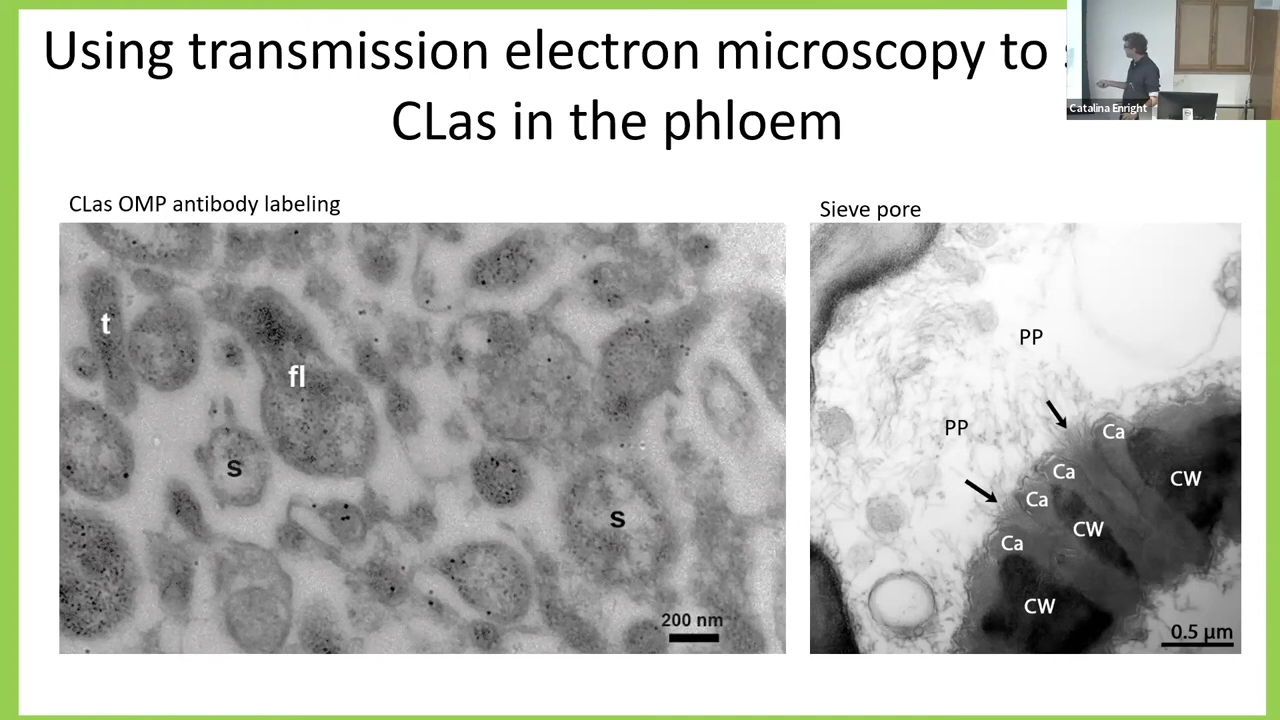 Using transmission electron microscopy to
CLas in the phloem
Catalina Enright
CLas OMP antibody labeling
Sieve pore
t
fl
s
s
200 nm
PP
PP
Ca
Ca
Ca
Ca
CW
CW
CW
0.5 µm